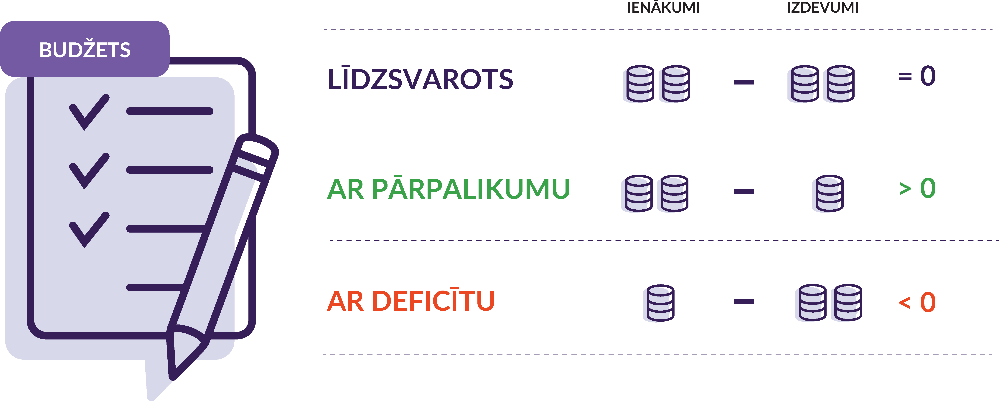 BUDŽETS
IENĀKUMI IZDEVUMI
LĪDZSVAROTS – = 0
AR PĀRPALIKUMU – > 0
AR DEFICĪTU – < 0